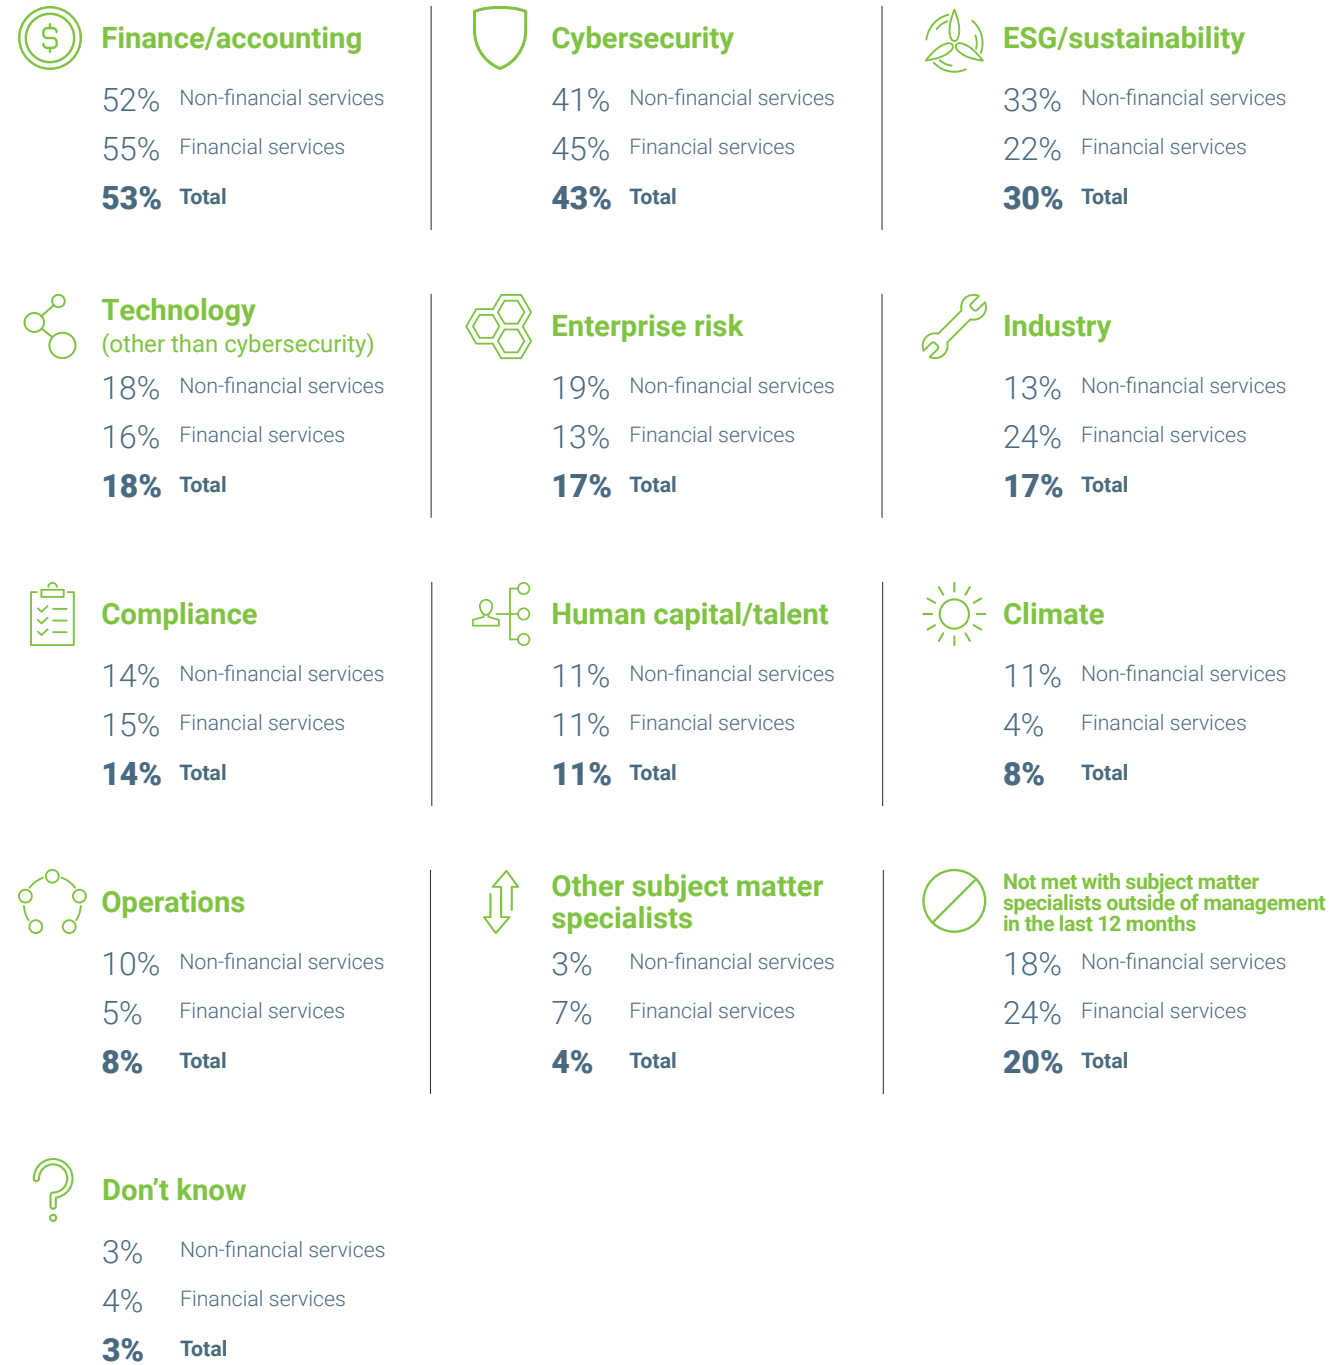 Finance/accounting
52% Non-financial services
55% Financial services
53% Total
Cybersecurity
41% Non-financial services
45% Financial services
43% Total
ESG/sustainability
33% Non-financial services
22% Financial services
30% Total
Technology
(other than cybersecurity)
18% Non-financial services
16% Financial services
18% Total
Enterprise risk
19% Non-financial services
13% Financial services
17% Total
Industry
13% Non-financial services
24% Financial services
17% Total
Compliance
14% Non-financial services
15% Financial services
14% Total
Human capital/talent
11% Non-financial services
11% Financial services
11% Total
Climate
11% Non-financial services
4% Financial services
8% Total
Operations
10% Non-financial services
5% Financial services
8% Total
Other subject matter
specialists
3% Non-financial services
7% Financial services
4% Total
Not met with subject matter
specialists outside of management
in the last 12 months
18% Non-financial services
24% Financial services
20% Total
Don’t know
3% Non-financial services
4% Financial services
3% Total